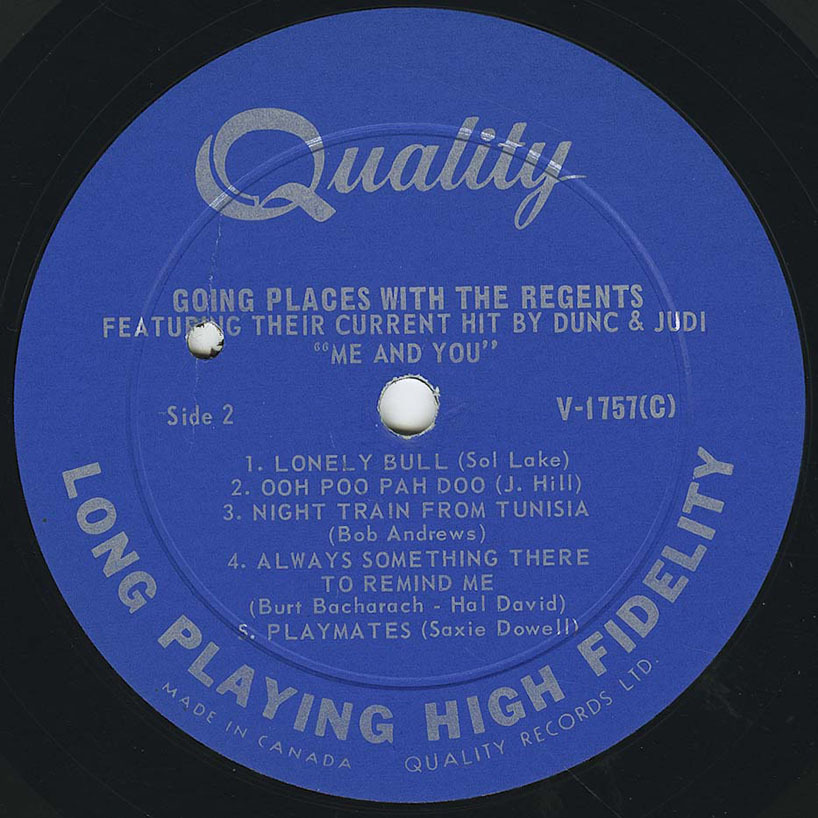 Quality
GOING PLACES WITH THE REGENTS
FEATURING THEIR CURRENT HIT BY DUNC & JUDI
"ME AND YOU"
Side 2
V-1757(C)
1. LONELY BULL (Sol Lake)
2. OOH POO PAH DOO (J. Hill)
3. NIGHT TRAIN FROM TUNISIA
(Bob Andrews)
4. ALWAYS SOMETHING THERE
TO REMIND ME
(Burt Bacharach - Hal David)
5. PLAYMATES (Saxie Dowell)
LONG PLAYING HIGH FIDELITY
MADE IN CANADA
QUALITY RECORDS LTD.